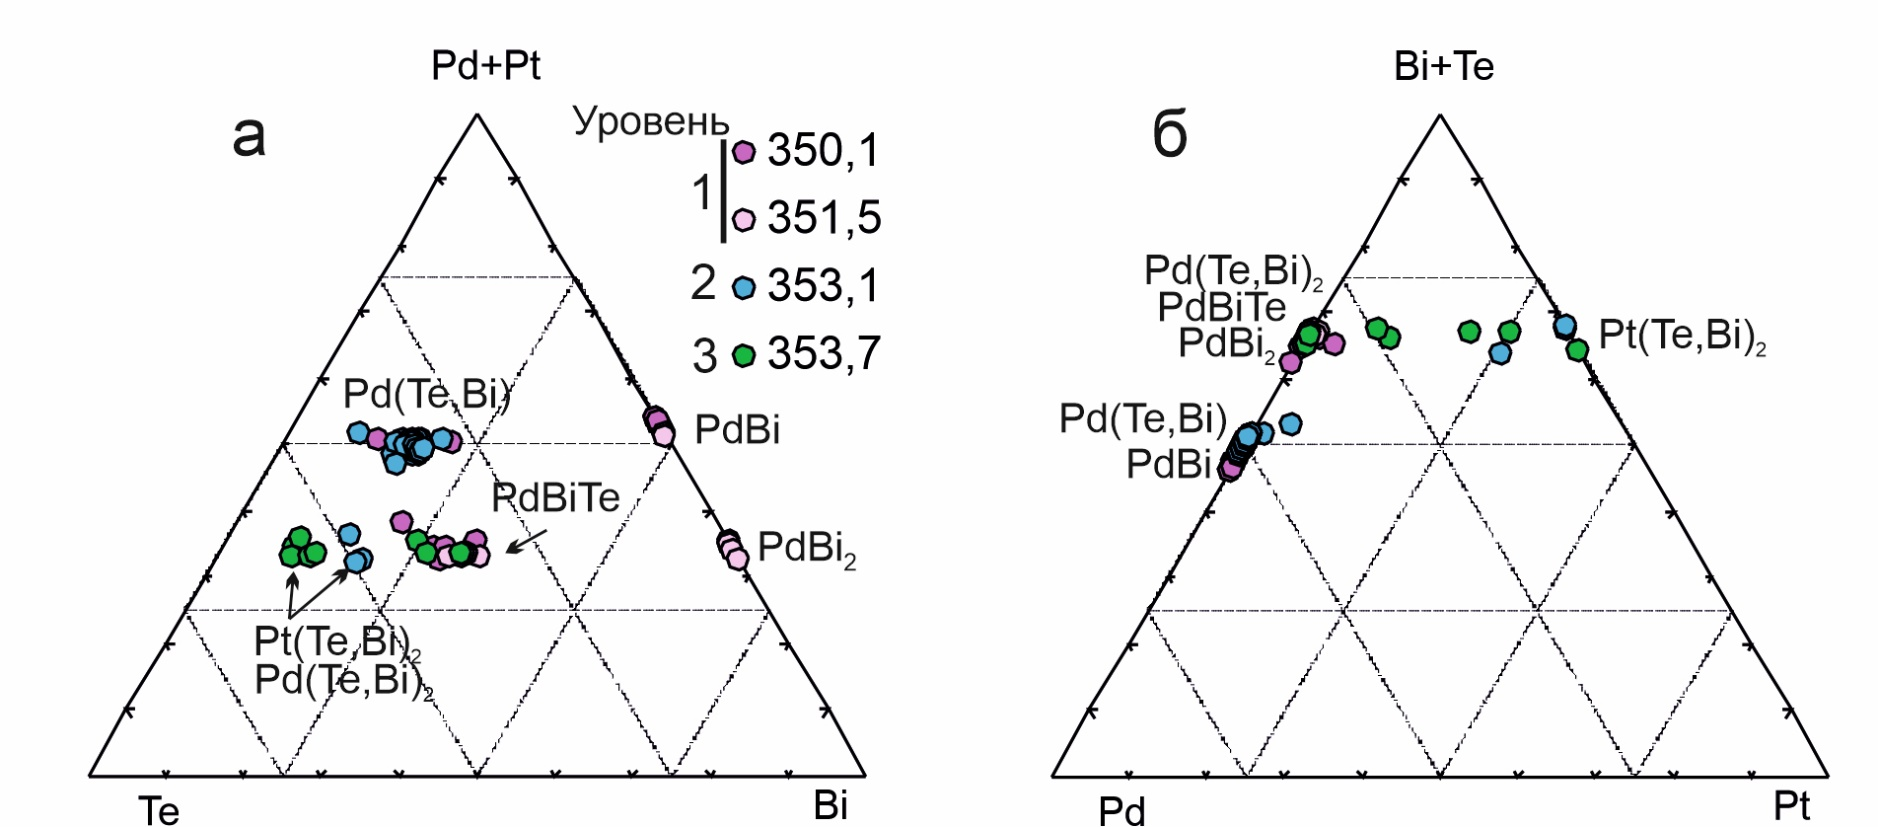 Pd+Pt
а
Уровень
1
350,1
351,5
2
353,1
3
353,7
Pd(Te,Bi)
PdBi
PdBiTe
PdBi₂
Pt(Te,Bi)₂
Pd(Te,Bi)₂
Te
Bi
Bi+Te
б
Pd(Te,Bi)₂
PdBiTe
PdBi₂
Pt(Te,Bi)₂
Pd(Te,Bi)
PdBi
Pd
Pt